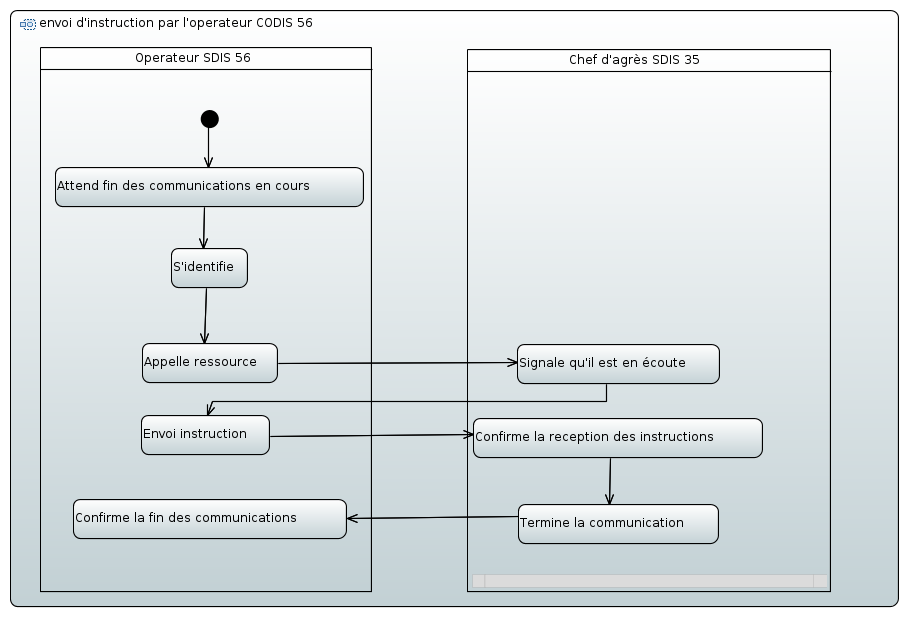 envoi d'instruction par l'operateur CODIS 56
Operateur SDIS 56
Chef d'agrès SDIS 35
Attend fin des communications en cours
S'identifie
Appelle ressource
Signale qu'il est en écoute
Envoi instruction
Confirme la reception des instructions
Confirme la fin des communications
Termine la communication